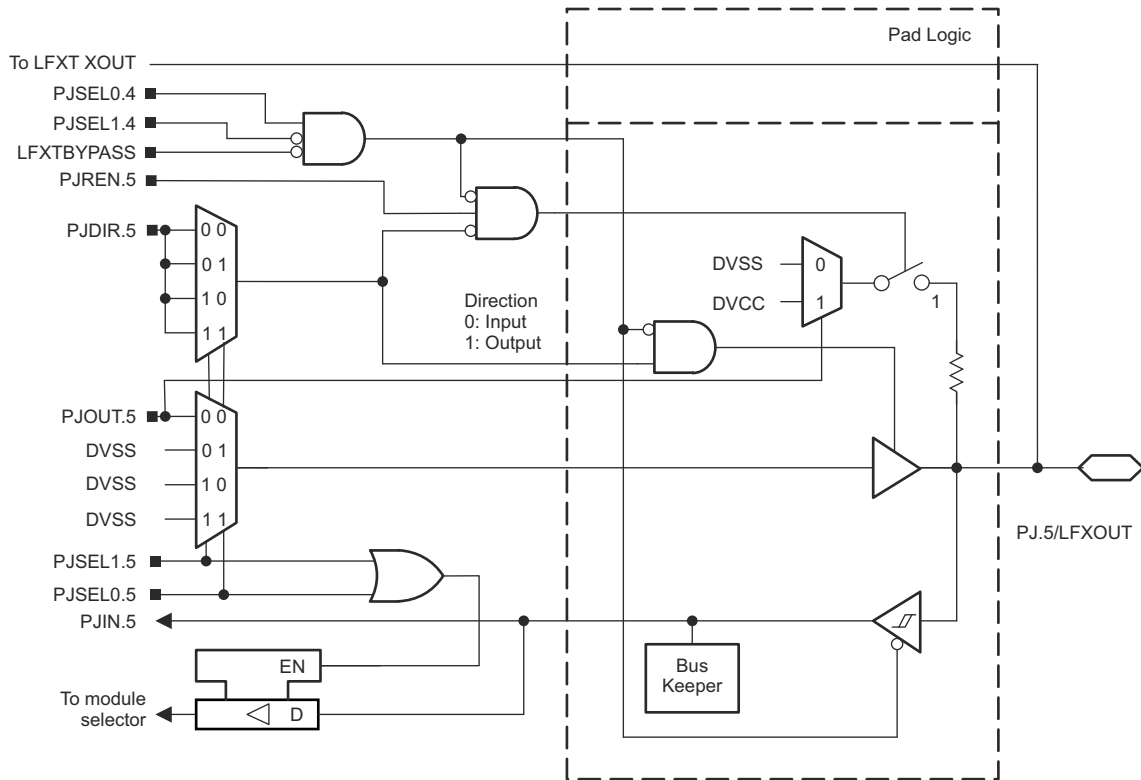 Pad Logic
To LFXT XOUT
PJSEL0.4
PJSEL1.4
LFXTBYPASS
PJREN.5
PJDIR.5
0 0
0 1
1 0
1 1
Direction
0: Input
1: Output
DVSS
0
DVCC
1
1
PJOUT.5
0 0
DVSS
0 1
DVSS
1 0
DVSS
1 1
PJ.5/LFXOUT
PJSEL1.5
PJSEL0.5
PJIN.5
Bus
Keeper
EN
D
To module
selector